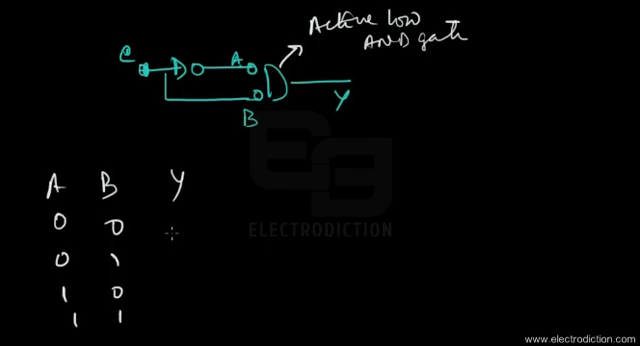 Active low
AND gate
C
A
B
Y
A B Y
0 0
0 1
1 0
1 1
ELECTRODICTION
www.electrodiction.com